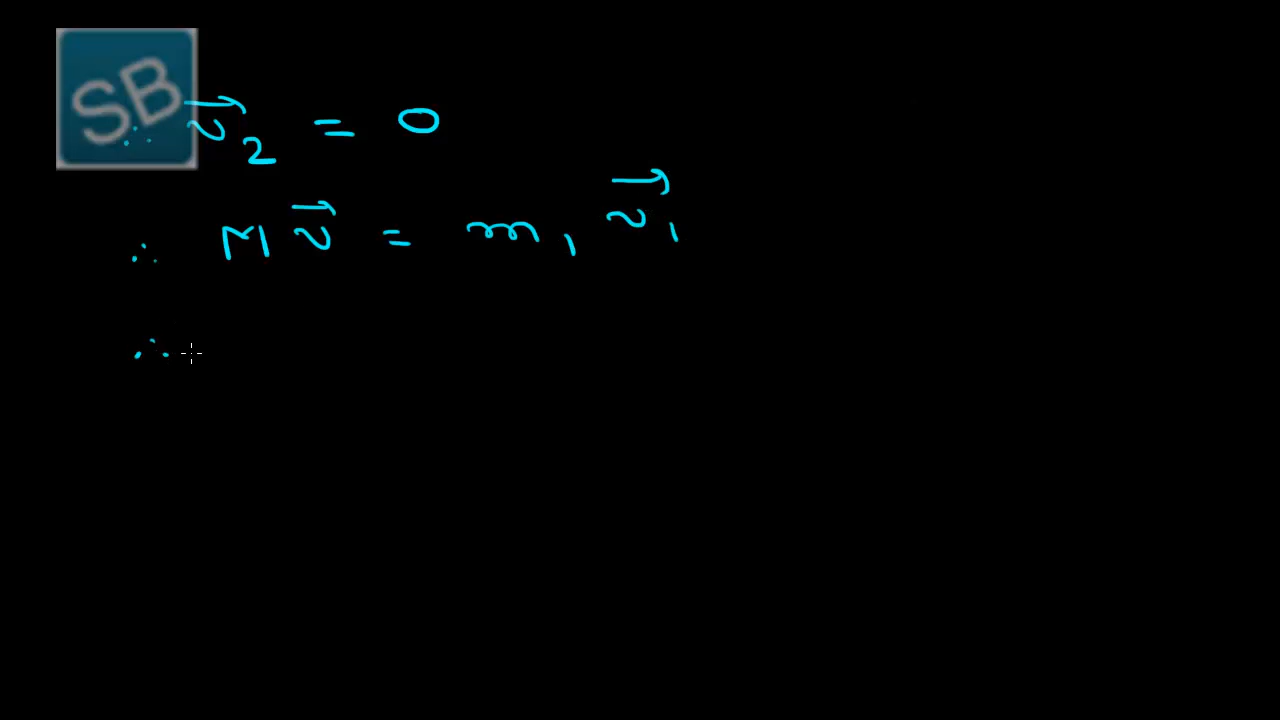 SB
∵ v⃗₂ = 0
∴ M v⃗ = m₁ v⃗₁
∴